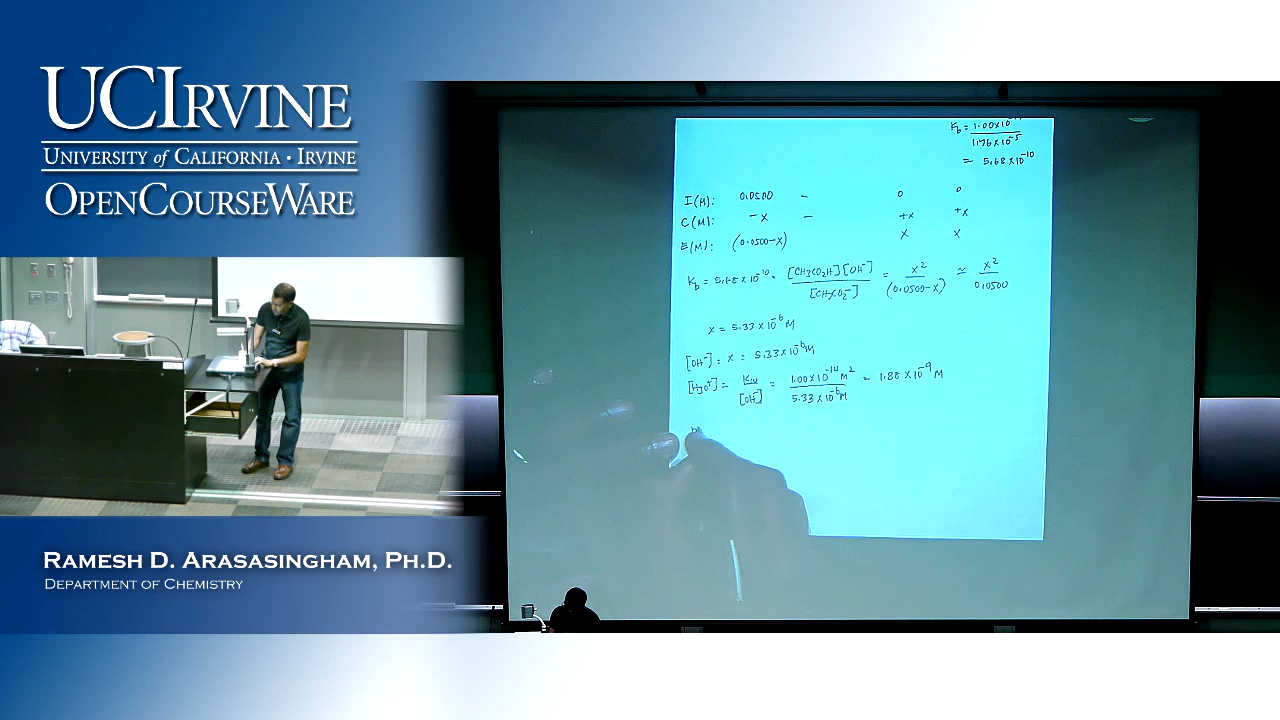 UCIRVINE
UNIVERSITY of CALIFORNIA · IRVINE
OPENCOURSEWARE
RAMESH D. ARASASINGHAM, PH.D.
DEPARTMENT OF CHEMISTRY
Kb = 1.00×10
1.76×10⁻⁵
= 5.68×10⁻¹⁰
I(M): 0.0500 - 0 0
C(M): -x - +x +x
E(M): (0.0500-x) x x
Kb = 5.68×10⁻¹⁰ = [CH3CO2H][OH⁻] / [CH3CO2⁻] = x² / (0.0500-x) ≈ x² / 0.0500
x = 5.33×10⁻⁶ M
[OH⁻] = x = 5.33×10⁻⁶ M
[H3O⁺] = Kw / [OH⁻] = 1.00×10⁻¹⁴ M² / 5.33×10⁻⁶ M = 1.88×10⁻⁹ M